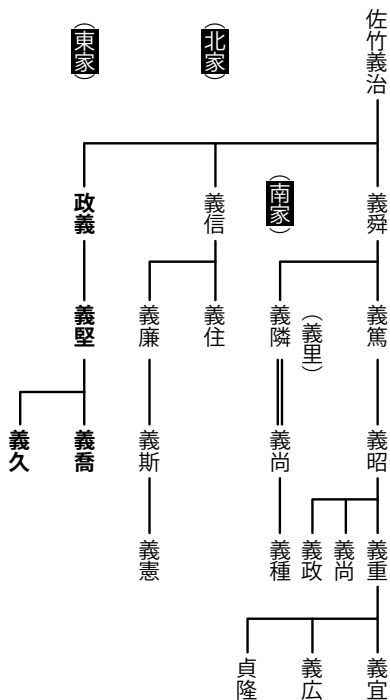 佐竹義治
（北家）
（東家）
義舜
（南家）
義信
政義
義篤
（義里）
義隣
義住
義廉
義堅
義昭
義尚
義斯
義喬
義久
義重
義尚
義政
義種
義憲
義宣
義広
貞隆